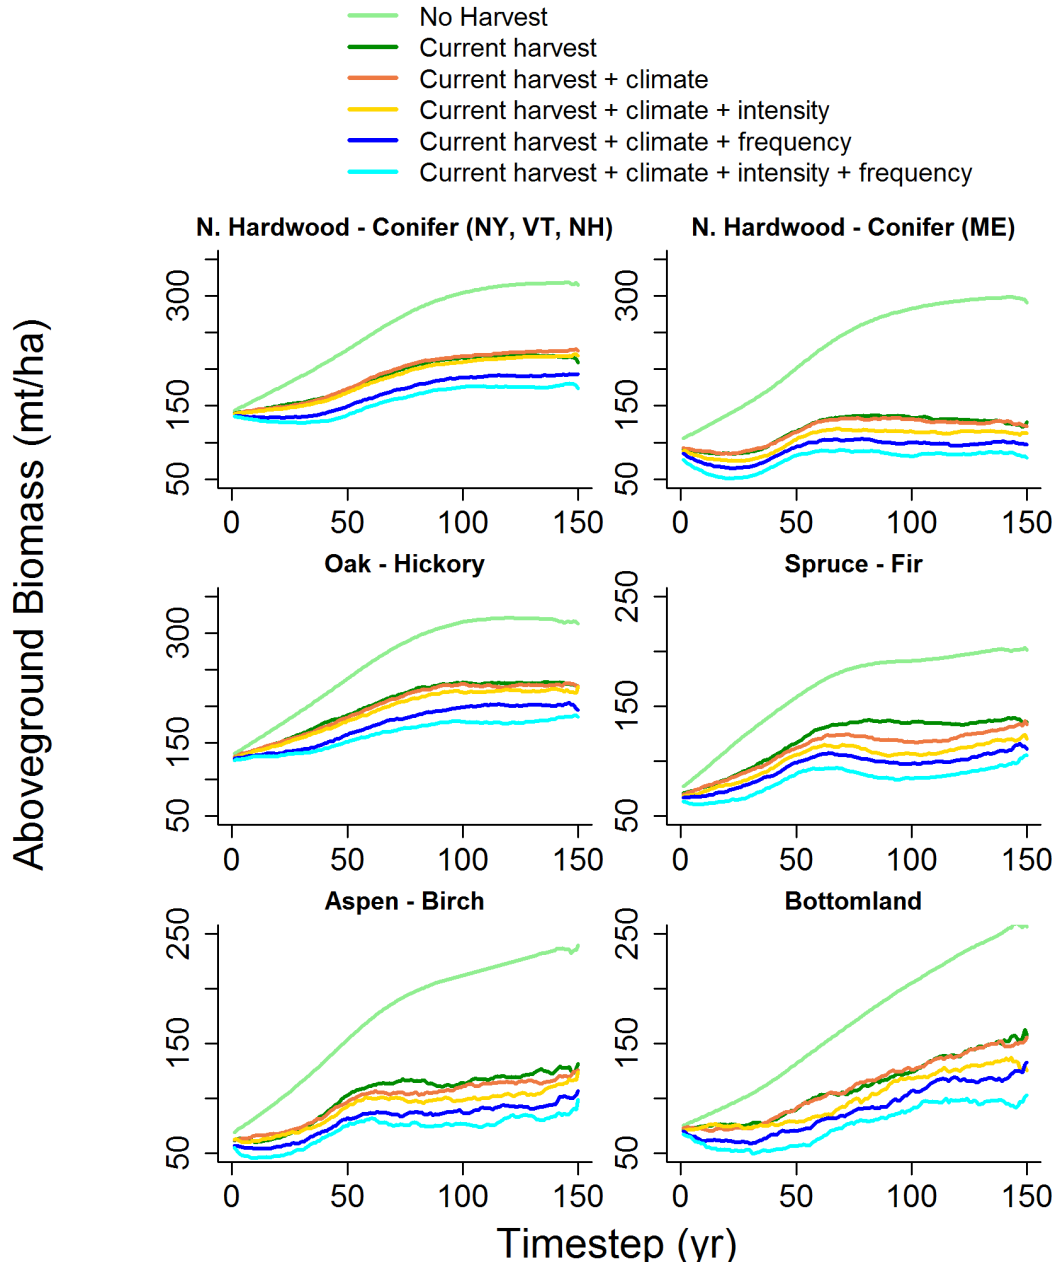 No Harvest
Current harvest
Current harvest + climate
Current harvest + climate + intensity
Current harvest + climate + frequency
Current harvest + climate + intensity + frequency
Aboveground Biomass (mt/ha)
N. Hardwood - Conifer (NY, VT, NH)
300
150
50
0 50 100 150
N. Hardwood - Conifer (ME)
300
150
50
0 50 100 150
Oak - Hickory
300
150
50
0 50 100 150
Spruce - Fir
250
150
50
0 50 100 150
Aspen - Birch
250
150
50
0 50 100 150
Bottomland
250
150
50
0 50 100 150
Timestep (yr)